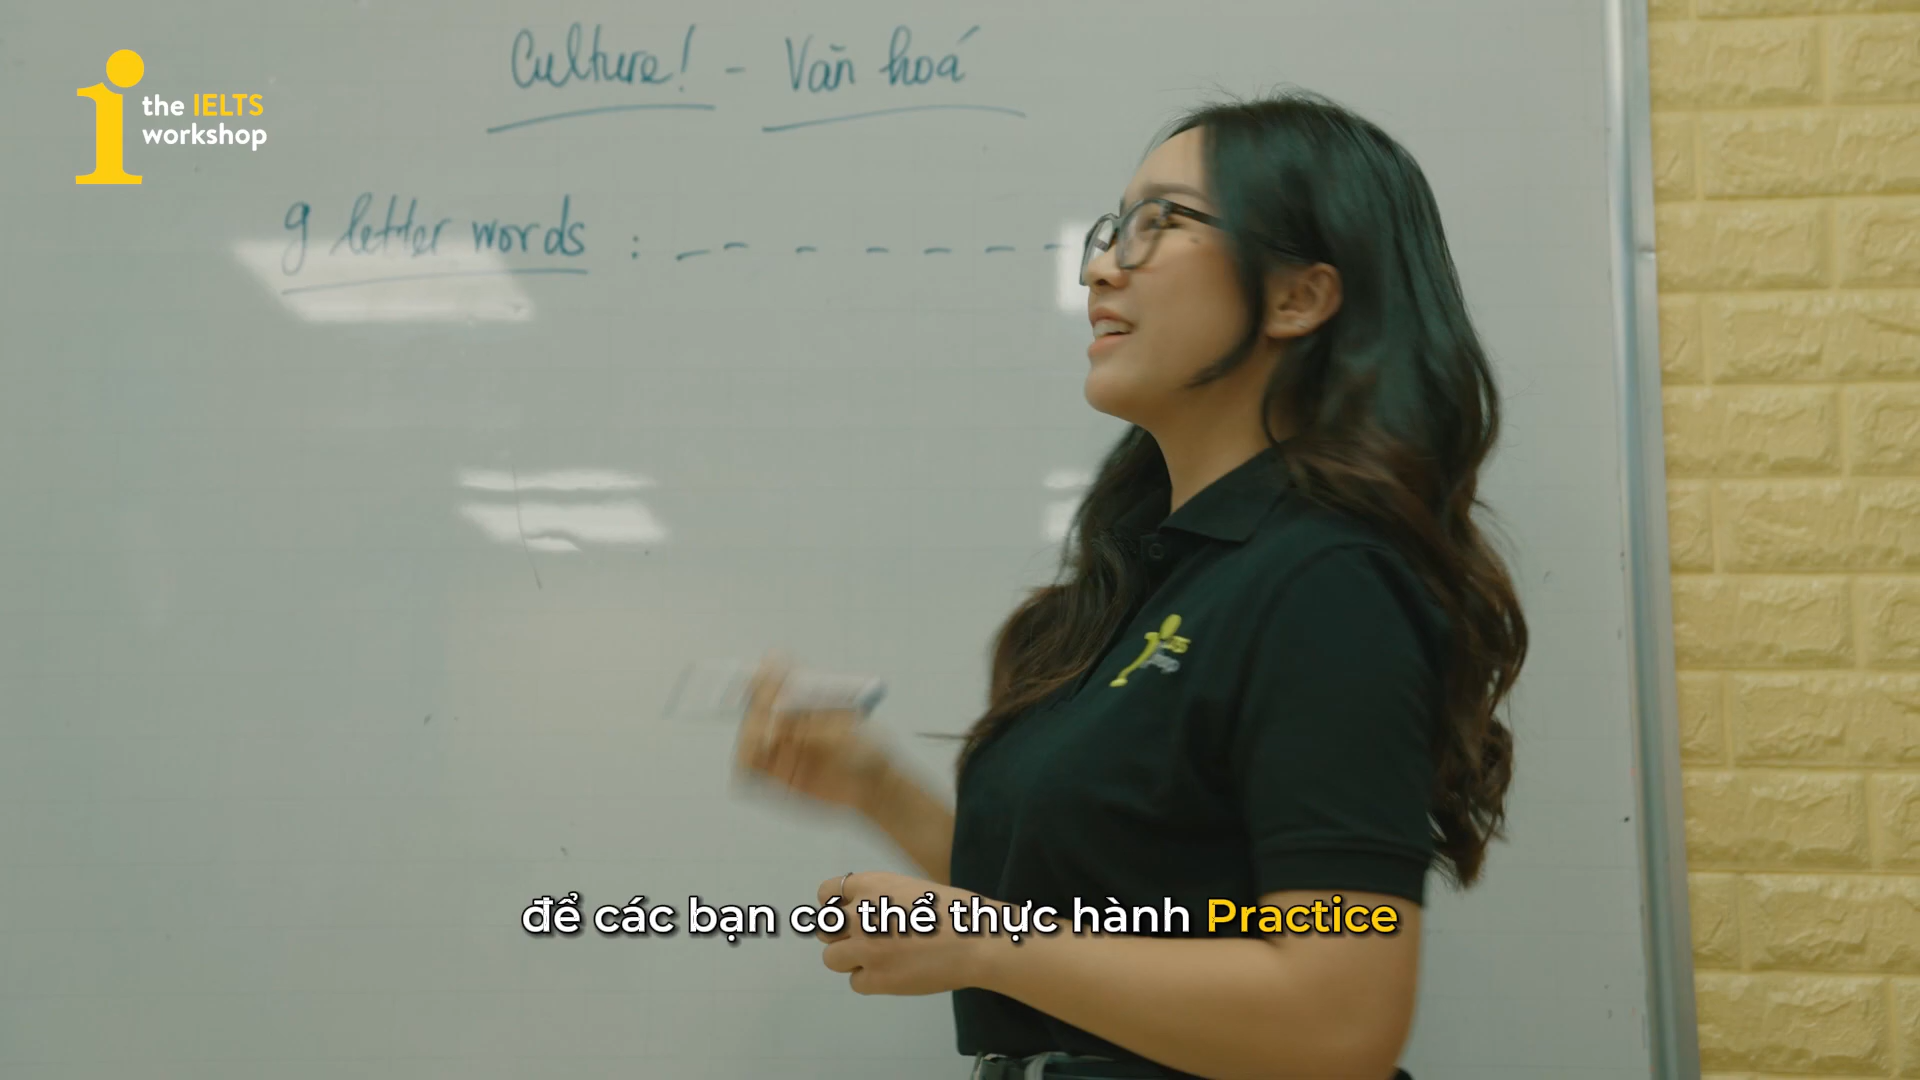 Culture! - Văn hoá
the IELTS
workshop
9 letter words : _ _ _ _ _ _ _
để các bạn có thể thực hành Practice